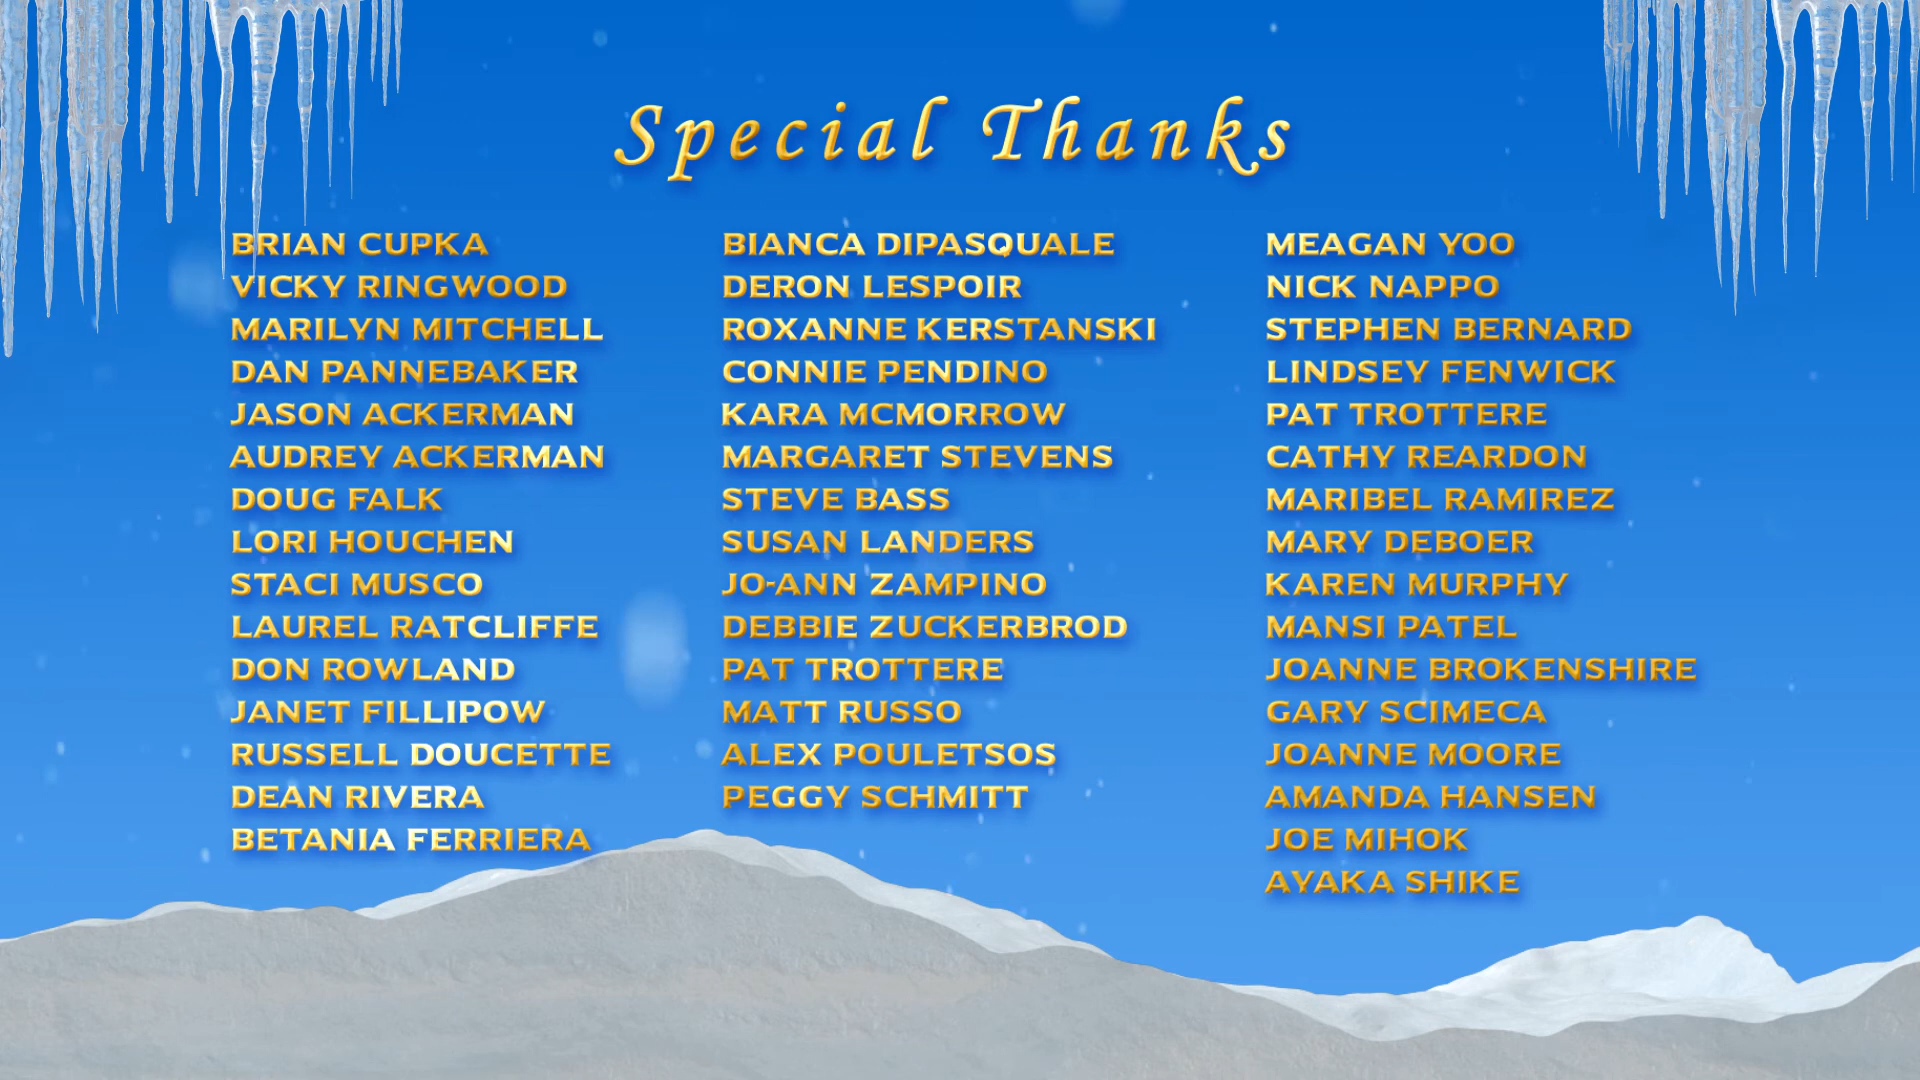 Special Thanks
BRIAN CUPKA
VICKY RINGWOOD
MARILYN MITCHELL
DAN PANNEBAKER
JASON ACKERMAN
AUDREY ACKERMAN
DOUG FALK
LORI HOUCHEN
STACI MUSCO
LAUREL RATCLIFFE
DON ROWLAND
JANET FILLIPOW
RUSSELL DOUCETTE
DEAN RIVERA
BETANIA FERRIERA
BIANCA DIPASQUALE
DERON LESPOIR
ROXANNE KERSTANSKI
CONNIE PENDINO
KARA MCMORROW
MARGARET STEVENS
STEVE BASS
SUSAN LANDERS
JO-ANN ZAMPINO
DEBBIE ZUCKERBROD
PAT TROTTERE
MATT RUSSO
ALEX POULETSOS
PEGGY SCHMITT
MEAGAN YOO
NICK NAPPO
STEPHEN BERNARD
LINDSEY FENWICK
PAT TROTTERE
CATHY REARDON
MARIBEL RAMIREZ
MARY DEBOER
KAREN MURPHY
MANSI PATEL
JOANNE BROKENSHIRE
GARY SCIMECA
JOANNE MOORE
AMANDA HANSEN
JOE MIHOK
AYAKA SHIKE